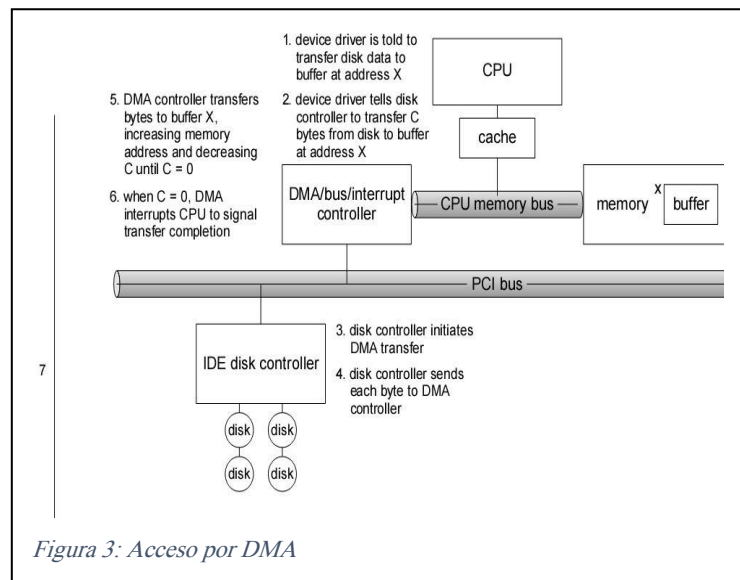 1. device driver is told to
transfer disk data to
buffer at address X
2. device driver tells disk
controller to transfer C
bytes from disk to buffer
at address X
5. DMA controller transfers
bytes to buffer X,
increasing memory
address and decreasing
C until C = 0
6. when C = 0, DMA
interrupts CPU to signal
transfer completion
CPU
cache
DMA/bus/interrupt
controller
CPU memory bus
memory
X
buffer
PCI bus
IDE disk controller
3. disk controller initiates
DMA transfer
4. disk controller sends
each byte to DMA
controller
disk
disk
disk
disk
7
Figura 3: Acceso por DMA